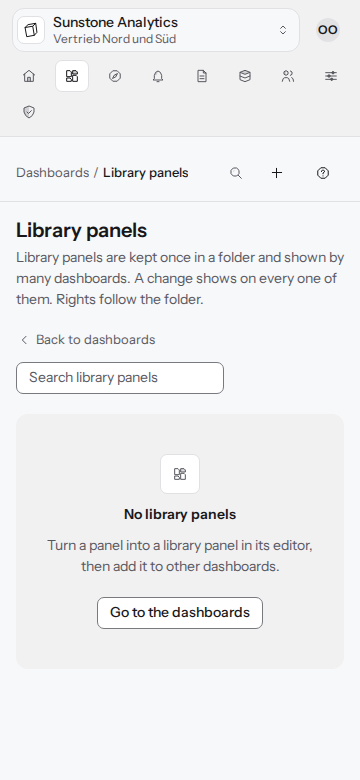 Sunstone Analytics
Vertrieb Nord und Süd
OO
Dashboards / Library panels
Library panels
Library panels are kept once in a folder and shown by
many dashboards. A change shows on every one of
them. Rights follow the folder.
Back to dashboards
Search library panels
No library panels
Turn a panel into a library panel in its editor,
then add it to other dashboards.
Go to the dashboards